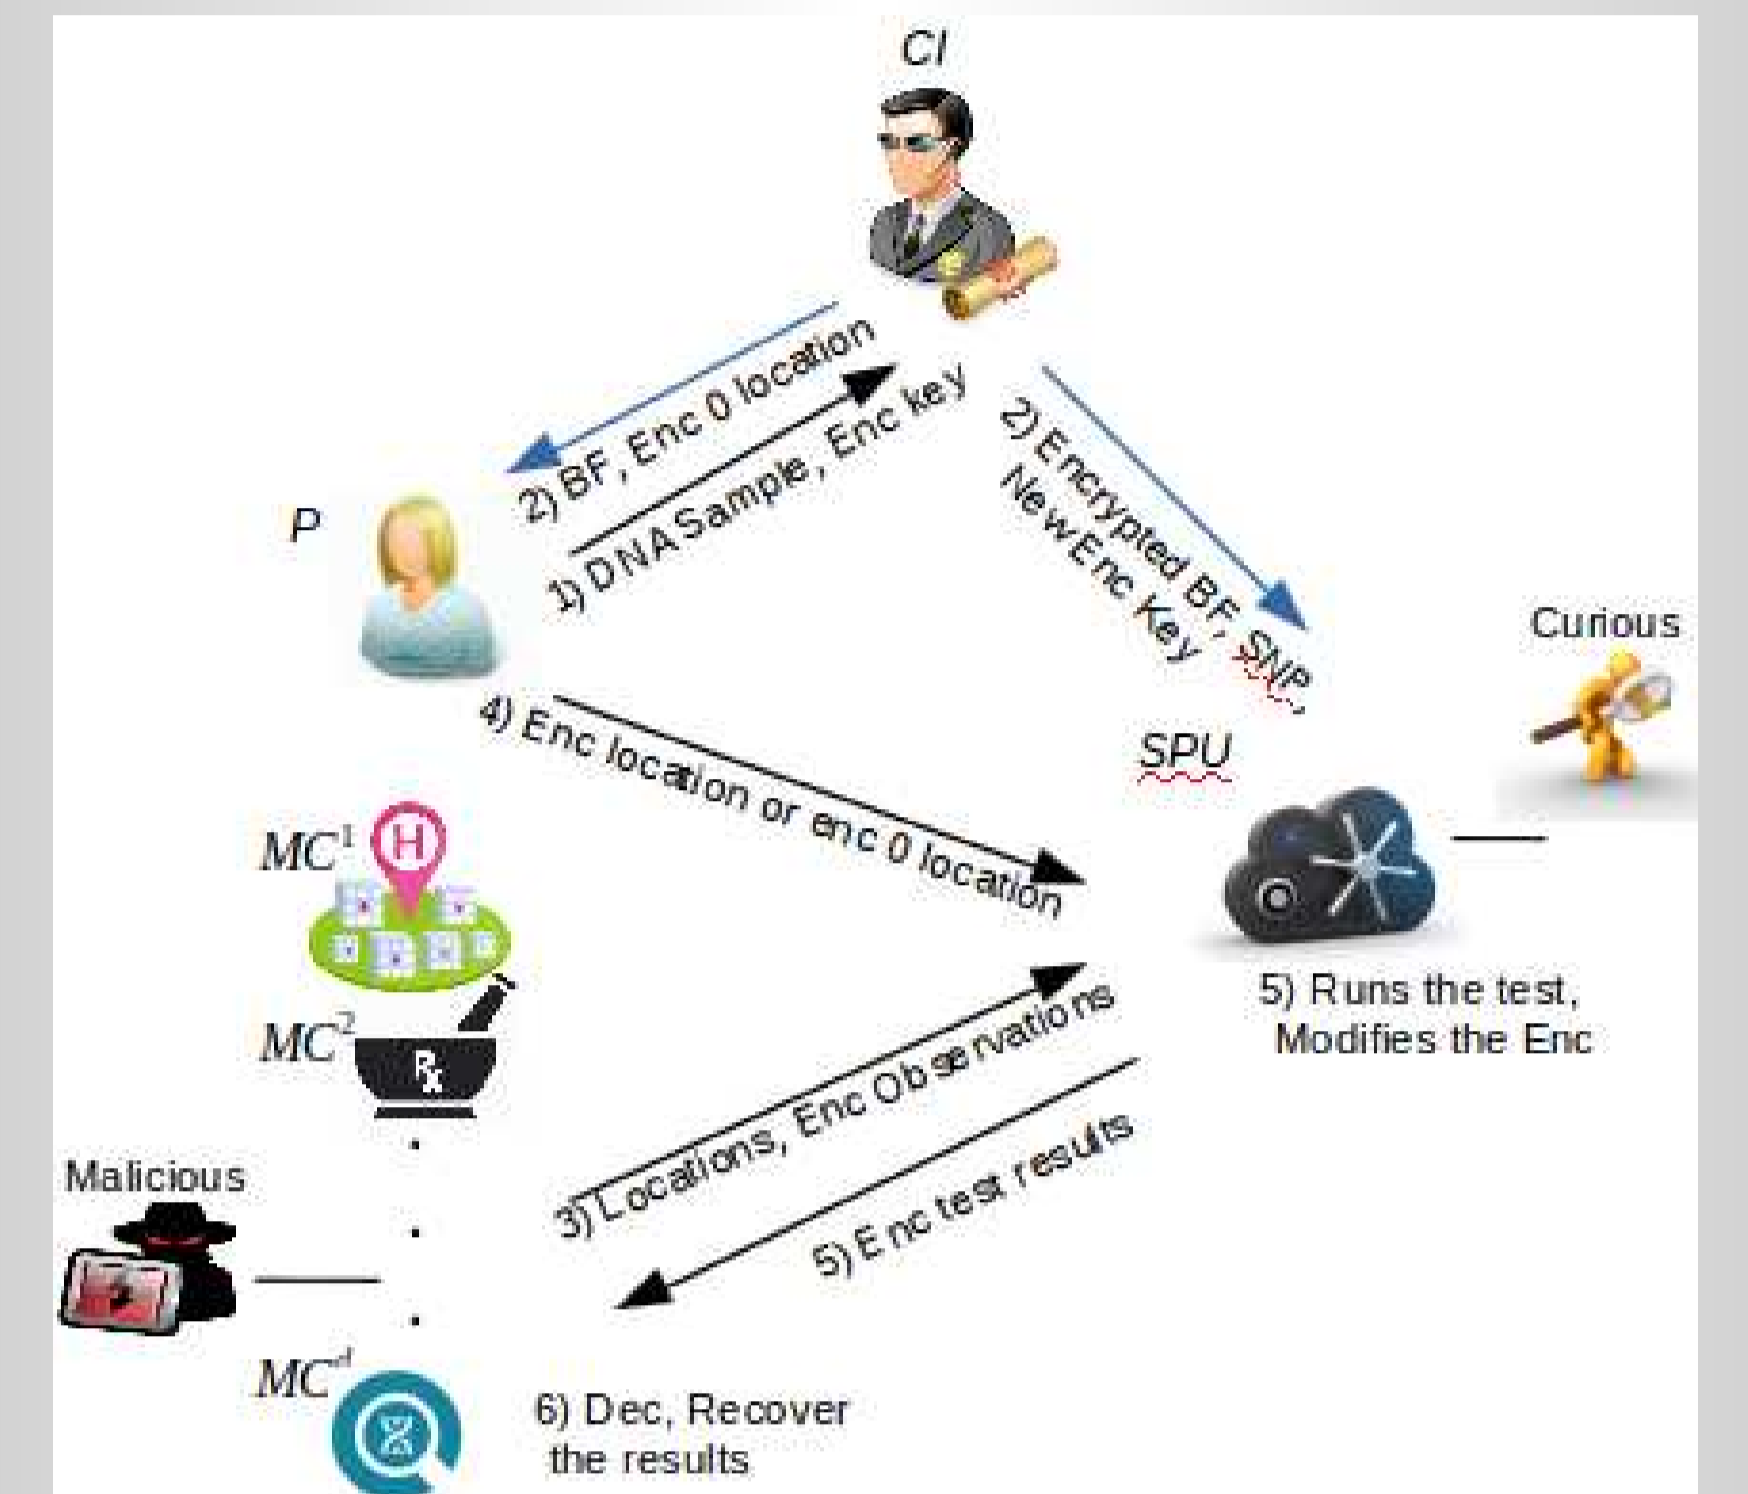 CI
2) BF, Enc 0 location
1) DNA Sample, Enc key
2) Encrypted BF, SNP,
New Enc Key
P
Curious
SPU
4) Enc location or enc 0 location
MC¹
H
MC²
Rx
5) Runs the test,
Modifies the Enc
3) Locations, Enc Observations
5) Enc test results
Malicious
MCᵈ
6) Dec, Recover
the results